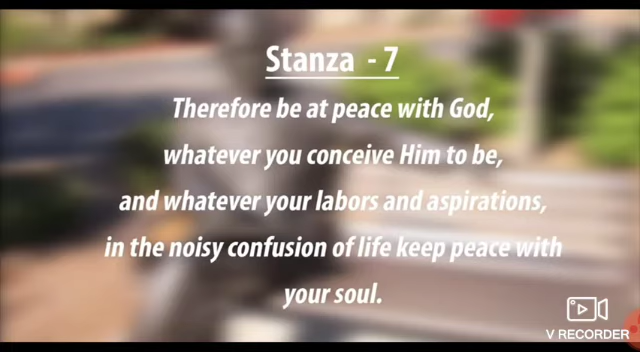 Stanza - 7
Therefore be at peace with God,
whatever you conceive Him to be,
and whatever your labors and aspirations,
in the noisy confusion of life keep peace with
your soul.
V RECORDER